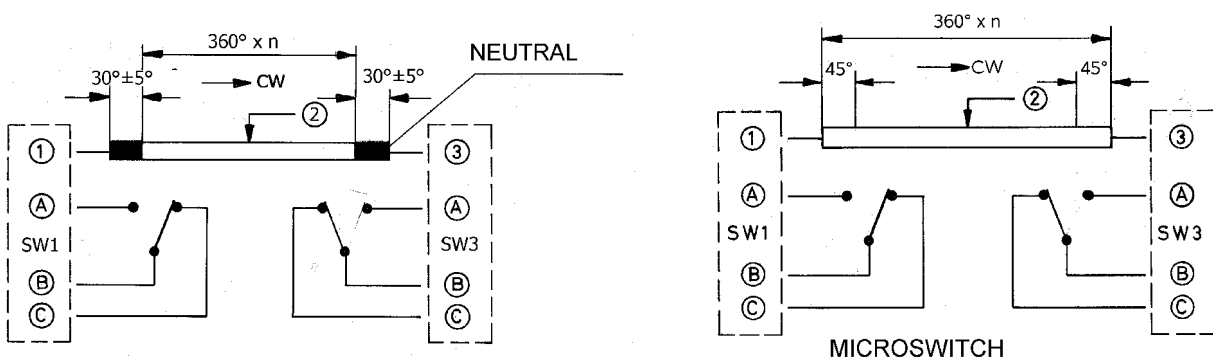 360° x n
30°±5°
CW
30°±5°
NEUTRAL
②
①
③
Ⓐ
Ⓐ
SW1
SW3
Ⓑ
Ⓑ
Ⓒ
Ⓒ
360° x n
45°
CW
45°
②
①
③
Ⓐ
Ⓐ
SW1
SW3
Ⓑ
Ⓑ
Ⓒ
Ⓒ
MICROSWITCH